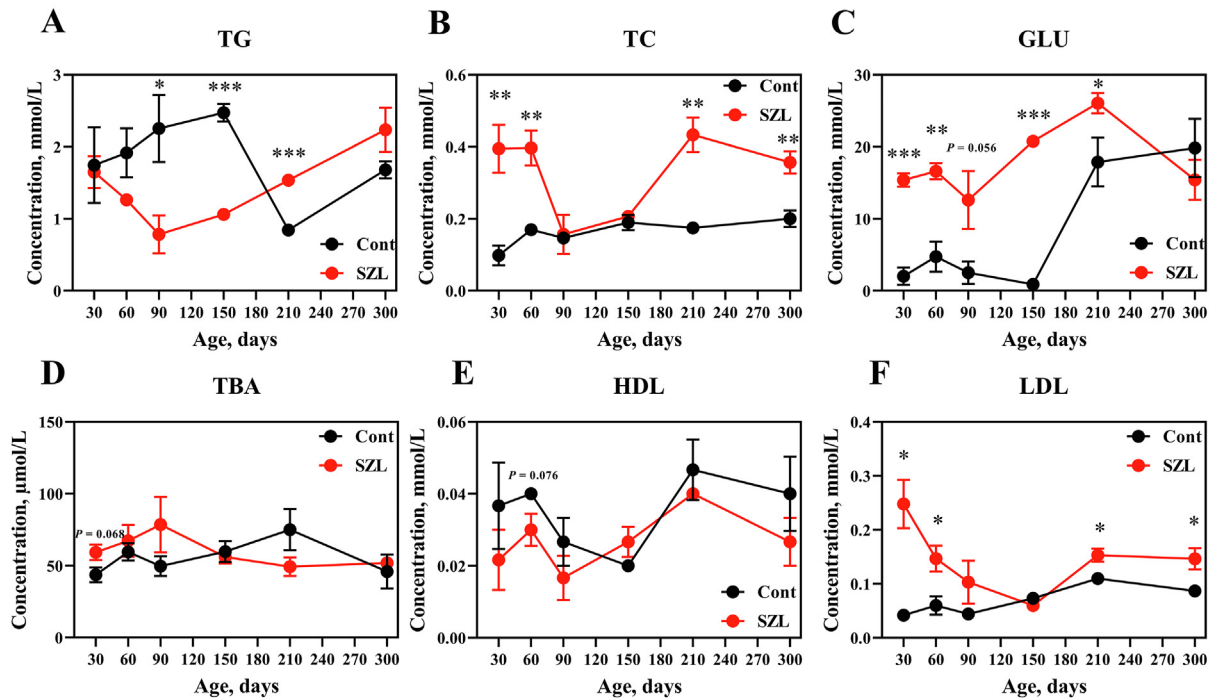 A
TG
Concentration, mmol/L
3
2
1
0
*
***
***
Cont
SZL
30 60 90 120 150 180 210 240 270 300
Age, days
B
TC
Concentration, mmol/L
0.6
0.4
0.2
0.0
**
**
**
**
Cont
SZL
30 60 90 120 150 180 210 240 270 300
Age, days
C
GLU
Concentration, mmol/L
30
20
10
0
***
**
P = 0.056
***
*
Cont
SZL
30 60 90 120 150 180 210 240 270 300
Age, days
D
TBA
Concentration, μmol/L
150
100
50
0
P = 0.068
Cont
SZL
30 60 90 120 150 180 210 240 270 300
Age, days
E
HDL
Concentration, mmol/L
0.06
0.04
0.02
0.00
P = 0.076
Cont
SZL
30 60 90 120 150 180 210 240 270 300
Age, days
F
LDL
Concentration, mmol/L
0.4
0.3
0.2
0.1
0.0
*
*
*
*
Cont
SZL
30 60 90 120 150 180 210 240 270 300
Age, days